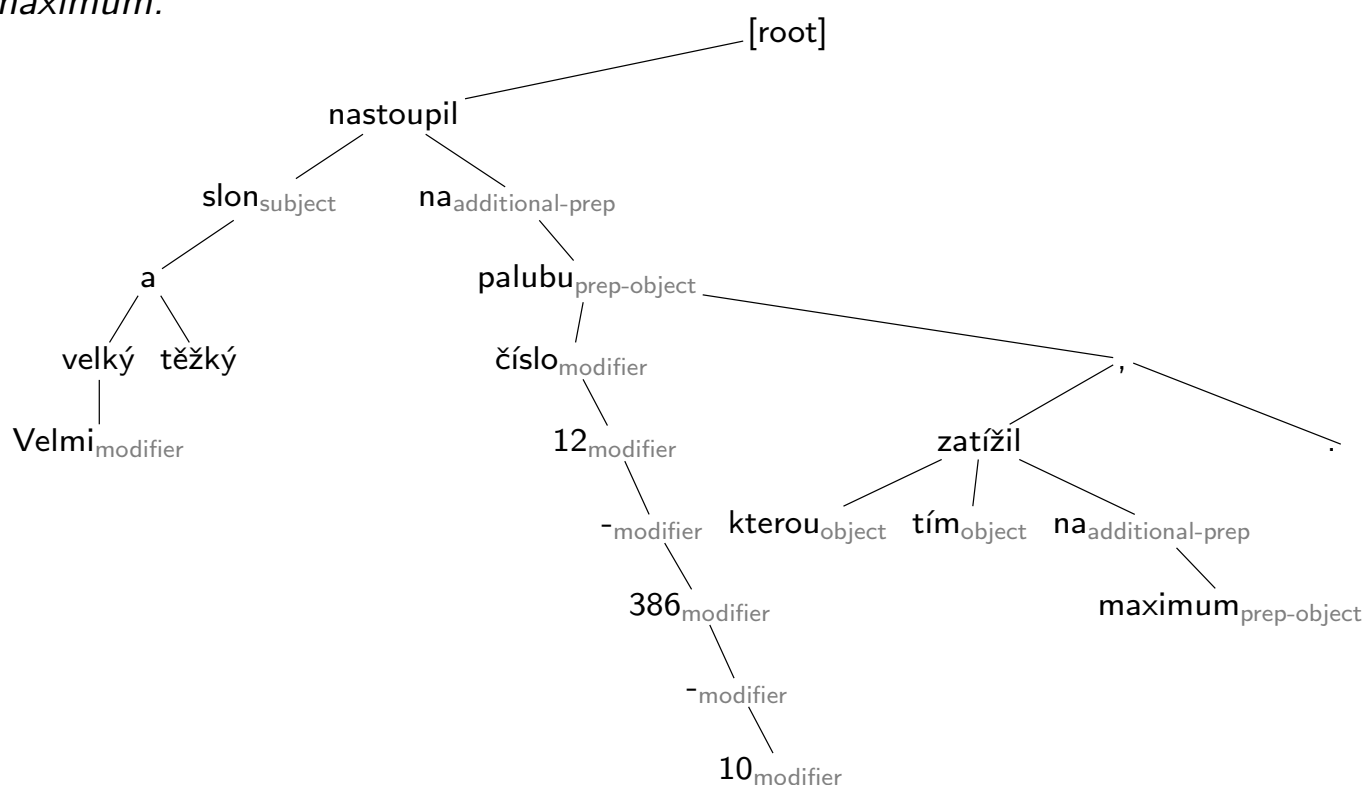 maximum.
[root]
nastoupil
slon subject na additional-prep
a palubu prep-object
velký těžký číslo modifier ,
Velmi modifier 12 modifier zatížil .
- modifier kterou object tím object na additional-prep
386 modifier maximum prep-object
- modifier
10 modifier